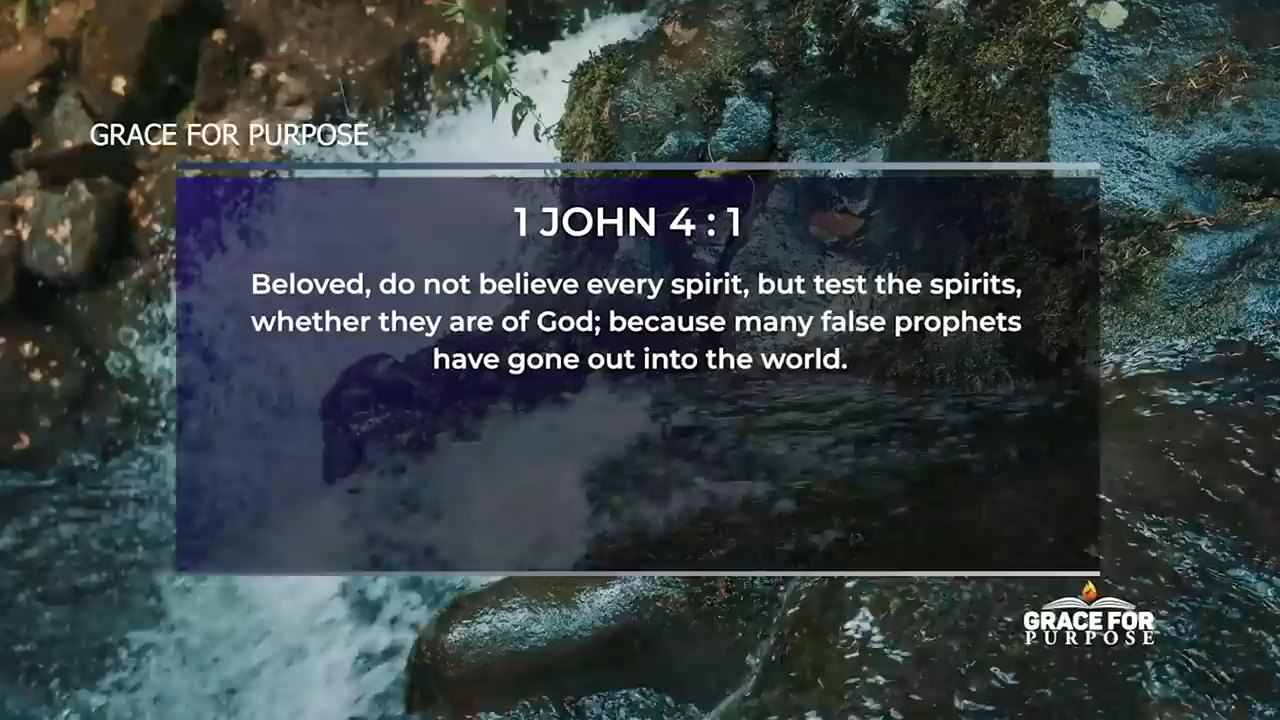 GRACE FOR PURPOSE
1 JOHN 4 : 1
Beloved, do not believe every spirit, but test the spirits,
whether they are of God; because many false prophets
have gone out into the world.
GRACE FOR
PURPOSE